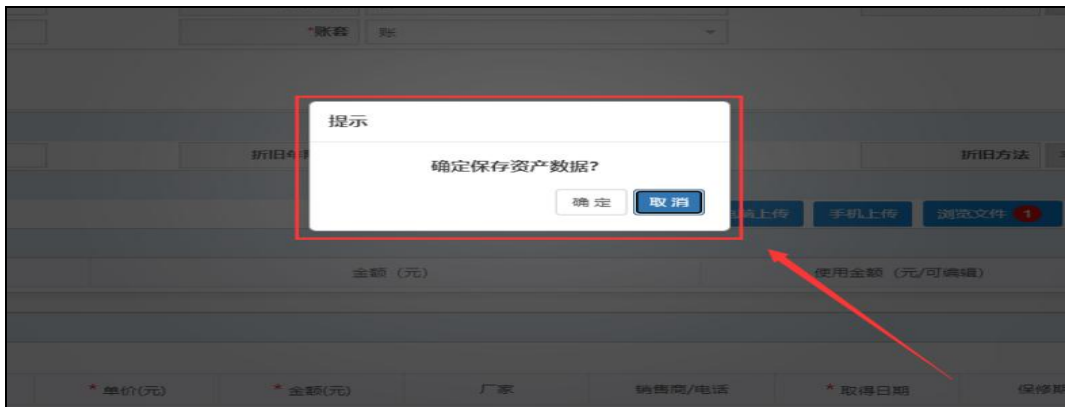 *账套 账
提示
折旧年
折旧方法
确定保存资产数据?
确定 取消
脑上传 手机上传 浏览文件 1
金额（元） 使用金额（元/可编辑）
*单价(元) *金额(元) 厂家 销售商/电话 *取得日期 保修期